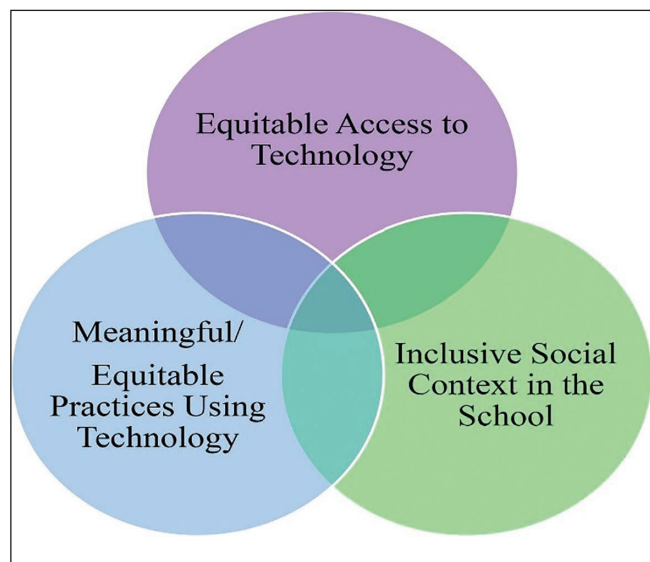 Equitable Access to
Technology
Meaningful/
Equitable
Practices Using
Technology
Inclusive Social
Context in the
School